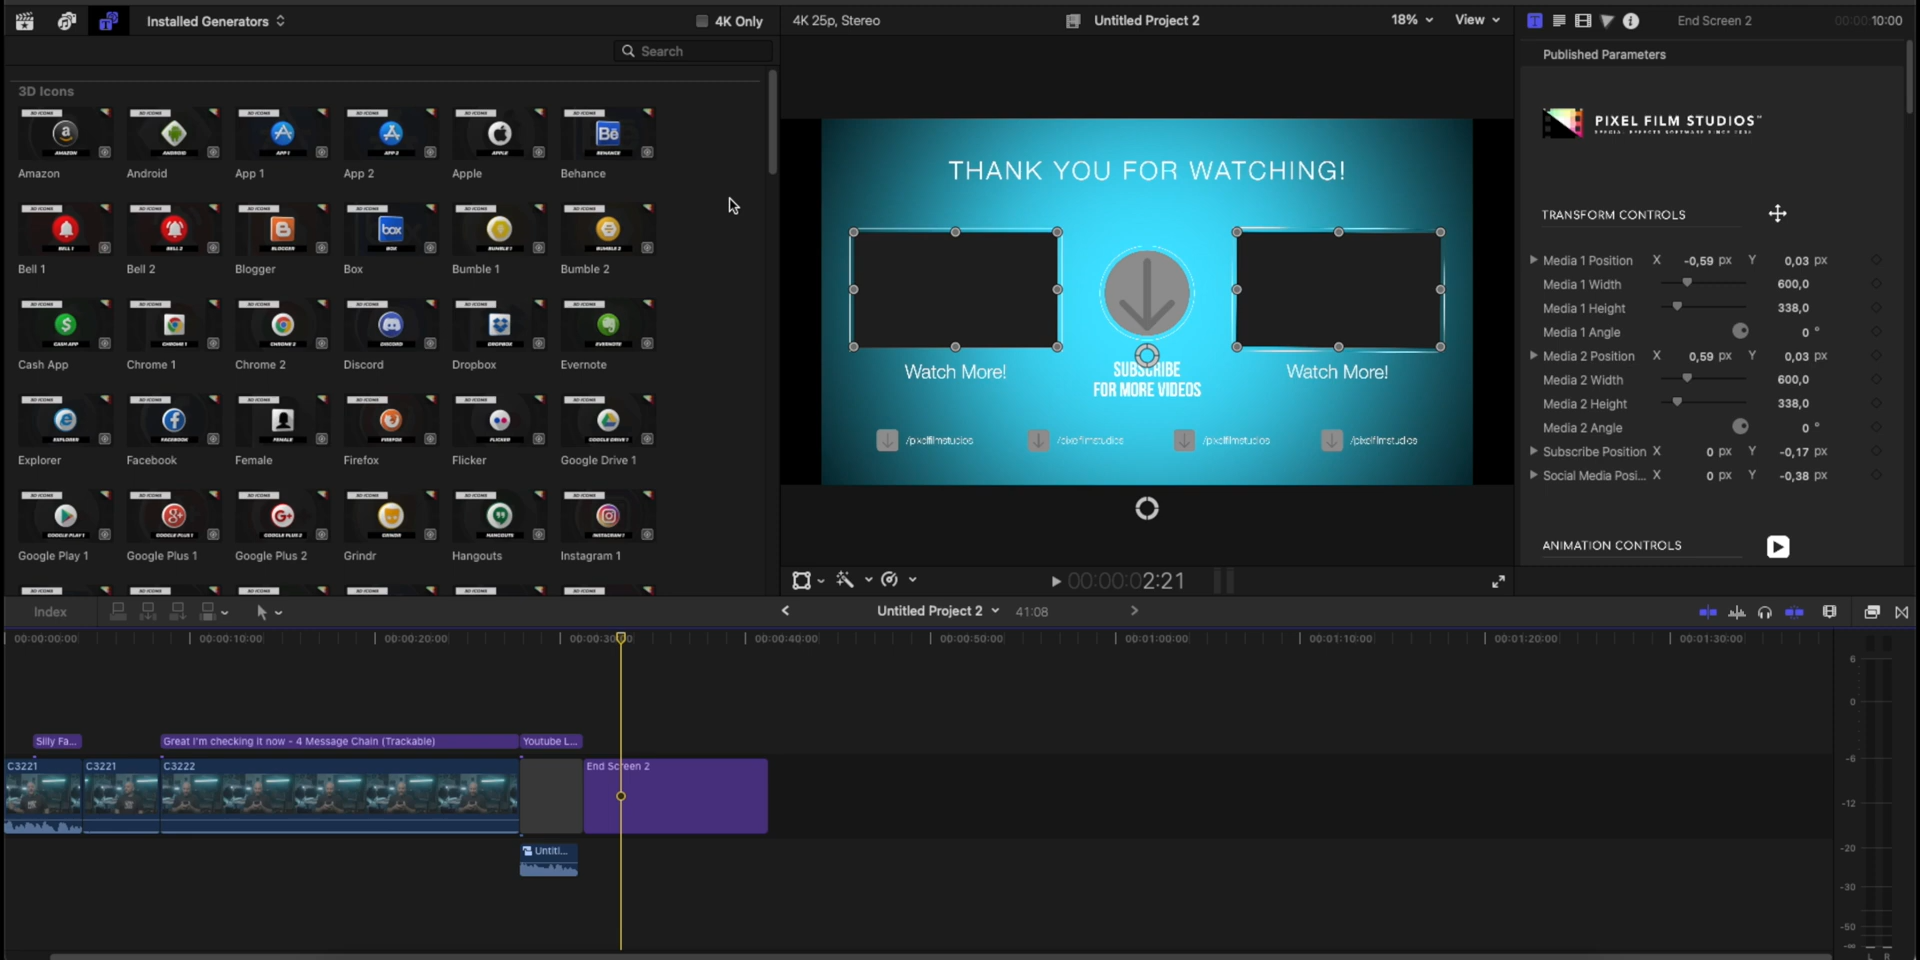 Installed Generators
4K Only
4K 25p, Stereo
Untitled Project 2
18%
View
End Screen 2
00:00:10:00
Search
Published Parameters
3D Icons
PIXEL FILM STUDIOS
Amazon
Android
App 1
App 2
Apple
Behance
Bell 1
Bell 2
Blogger
Box
Bumble 1
Bumble 2
Cash App
Chrome 1
Chrome 2
Discord
Dropbox
Evernote
Explorer
Facebook
Female
Firefox
Flicker
Google Drive 1
Google Play 1
Google Plus 1
Google Plus 2
Grindr
Hangouts
Instagram 1
THANK YOU FOR WATCHING!
Watch More!
SUBSCRIBE
FOR MORE VIDEOS
Watch More!
/pixelfilmstudios
/pixelfilmstudios
/pixelfilmstudios
/pixelfilmstudios
TRANSFORM CONTROLS
Media 1 Position X -0,59 px Y 0,03 px
Media 1 Width 600,0
Media 1 Height 338,0
Media 1 Angle 0 °
Media 2 Position X 0,59 px Y 0,03 px
Media 2 Width 600,0
Media 2 Height 338,0
Media 2 Angle 0 °
Subscribe Position X 0 px Y -0,17 px
Social Media Posi... X 0 px Y -0,38 px
ANIMATION CONTROLS
00:00:02:21
Index
Untitled Project 2
41:08
00:00:00:00
00:00:10:00
00:00:20:00
00:00:40:00
00:00:50:00
00:01:00:00
00:01:10:00
00:01:20:00
00:01:30:00
Silly Fa...
Great I'm checking it now - 4 Message Chain (Trackable)
Youtube L...
C3221
C3221
C3222
End Screen 2
Untitl...
6
0
-6
-12
-20
-30
-50
-∞
L R